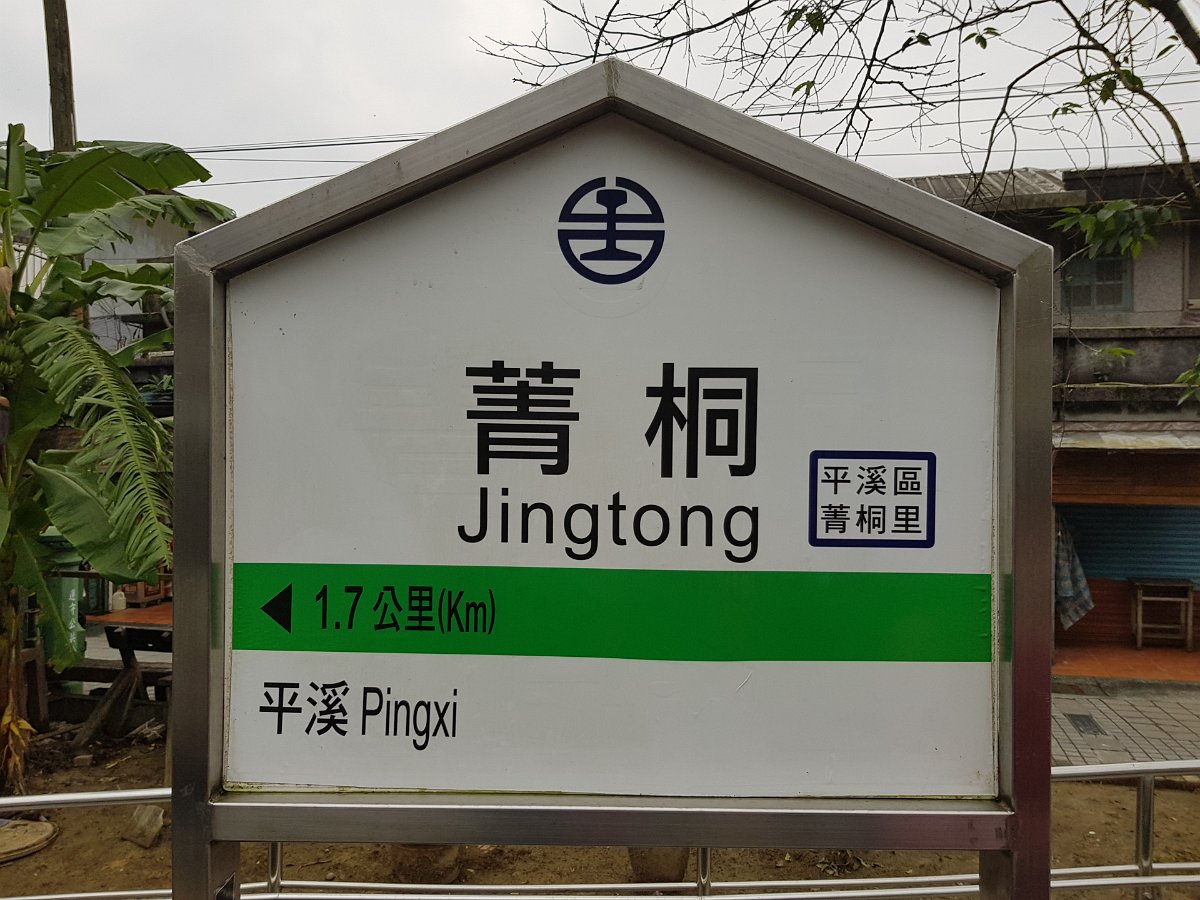 菁桐
Jingtong
平溪區
菁桐里
◀ 1.7 公里(Km)
平溪 Pingxi